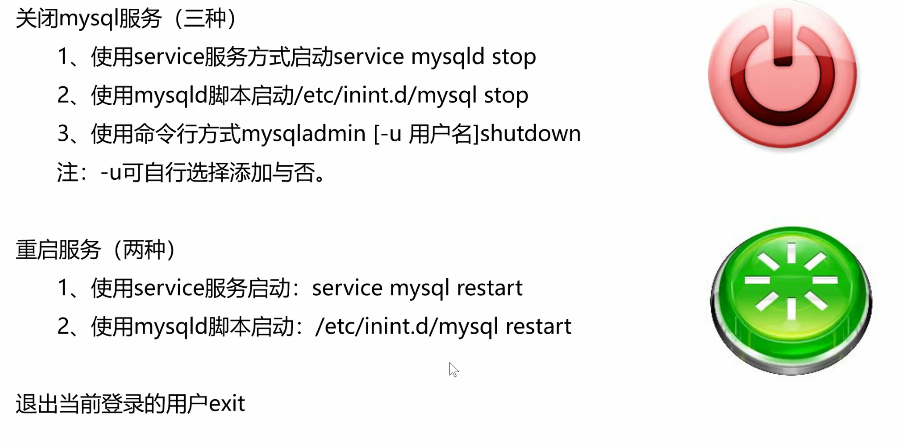 关闭mysql服务（三种）
1、使用service服务方式启动service mysqld stop
2、使用mysqld脚本启动/etc/inint.d/mysql stop
3、使用命令行方式mysqladmin [-u 用户名]shutdown
注：-u可自行选择添加与否。
重启服务（两种）
1、使用service服务启动：service mysql restart
2、使用mysqld脚本启动：/etc/inint.d/mysql restart
退出当前登录的用户exit